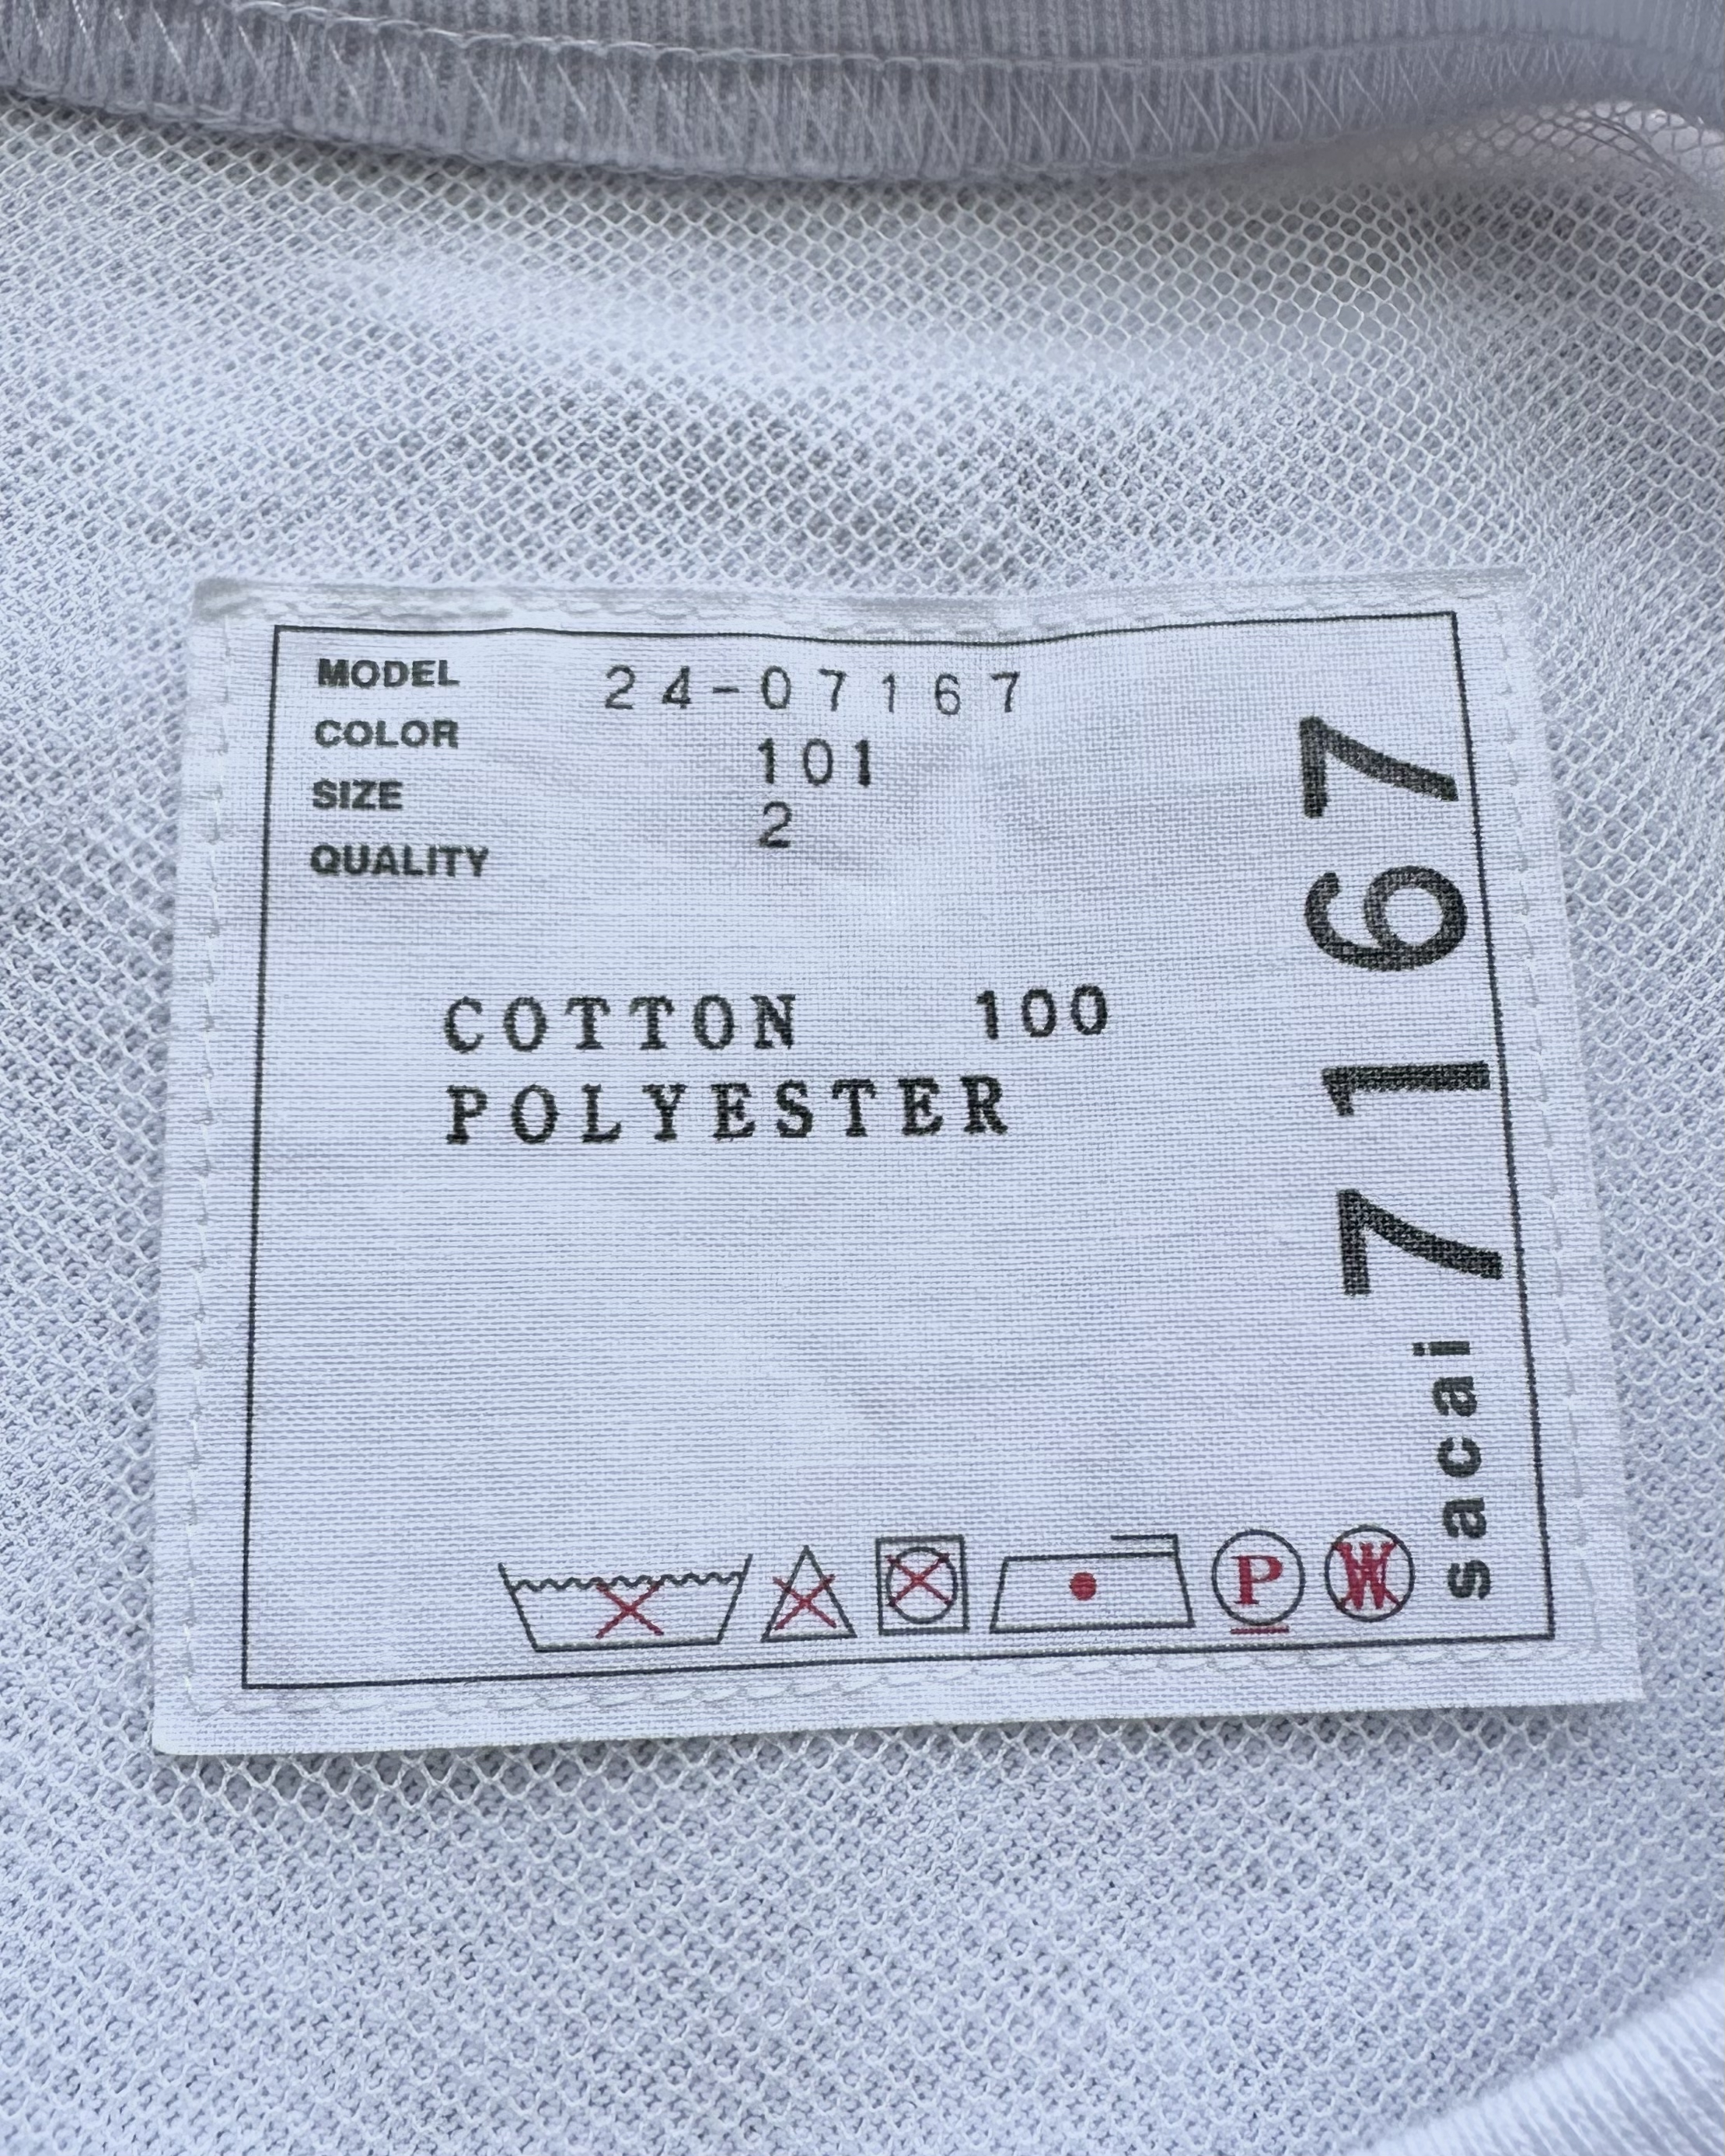 MODEL 24-07167
COLOR 101
SIZE 2
QUALITY
COTTON 100
POLYESTER
sacai 7167
P
W